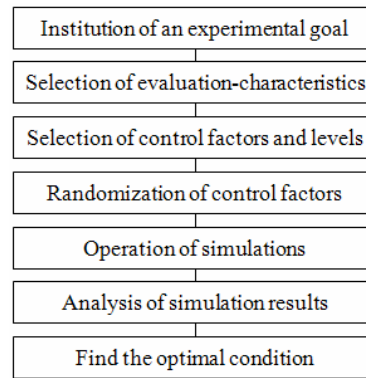 Institution of an experimental goal
Selection of evaluation-characteristics
Selection of control factors and levels
Randomization of control factors
Operation of simulations
Analysis of simulation results
Find the optimal condition